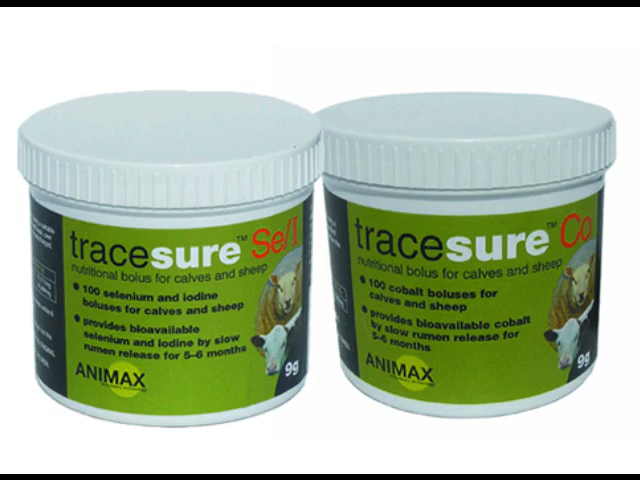 tracesure™ Se/I
nutritional bolus for calves and sheep
• 100 selenium and iodine
boluses for calves and sheep
• provides bioavailable
selenium and iodine by slow
rumen release for 5-6 months
ANIMAX
9g
tracesure™ Co
nutritional bolus for calves and sheep
• 100 cobalt boluses for
calves and sheep
• provides bioavailable cobalt
by slow rumen release for
5-6 months
ANIMAX
9g